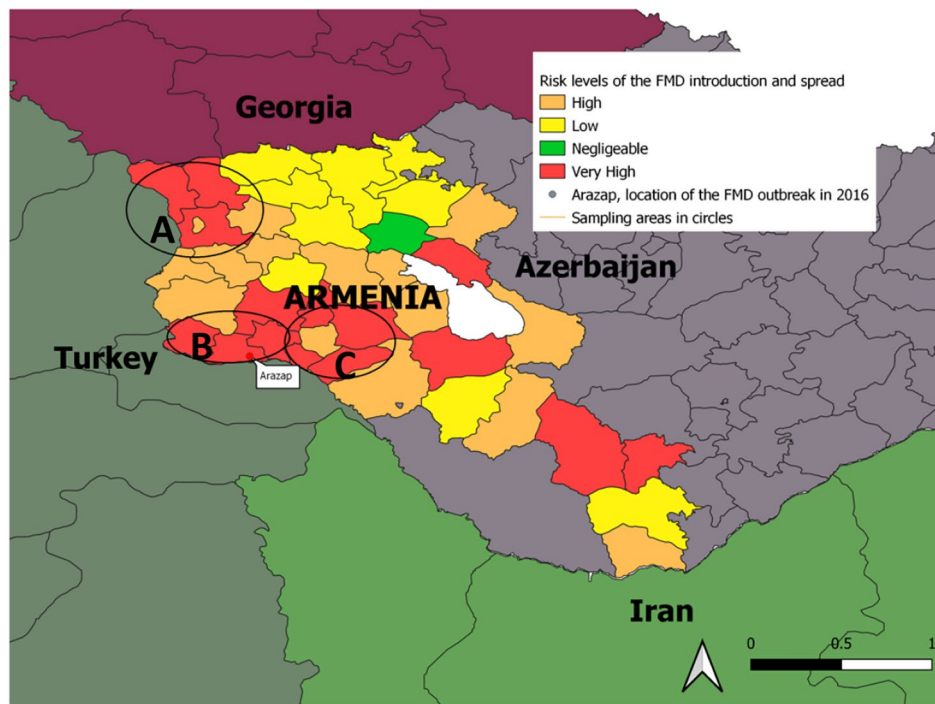 Georgia
Risk levels of the FMD introduction and spread
High
Low
Negligeable
Very High
Arazap, location of the FMD outbreak in 2016
Sampling areas in circles
A
Azerbaijan
ARMENIA
B
Turkey
C
Arazap
Iran
0 0.5 1